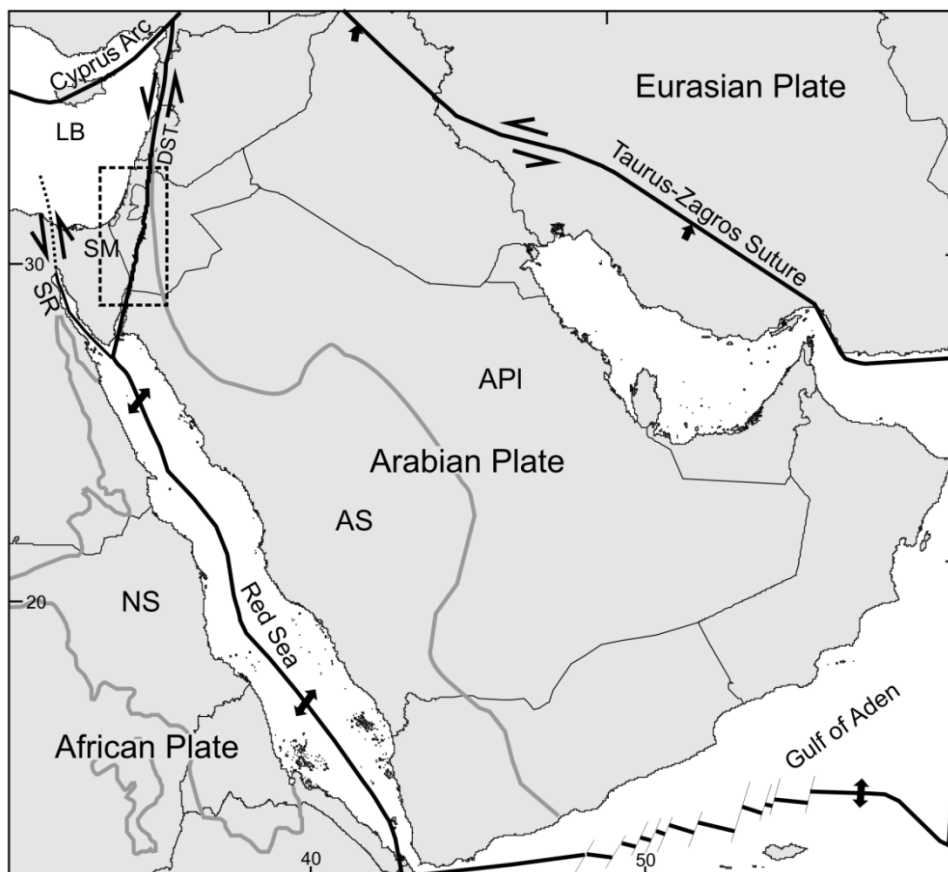 Cyprus Arc
Eurasian Plate
LB
DST
Taurus-Zagros Suture
SM
30
SR
API
Arabian Plate
AS
NS
20
Red Sea
African Plate
Gulf of Aden
40
50